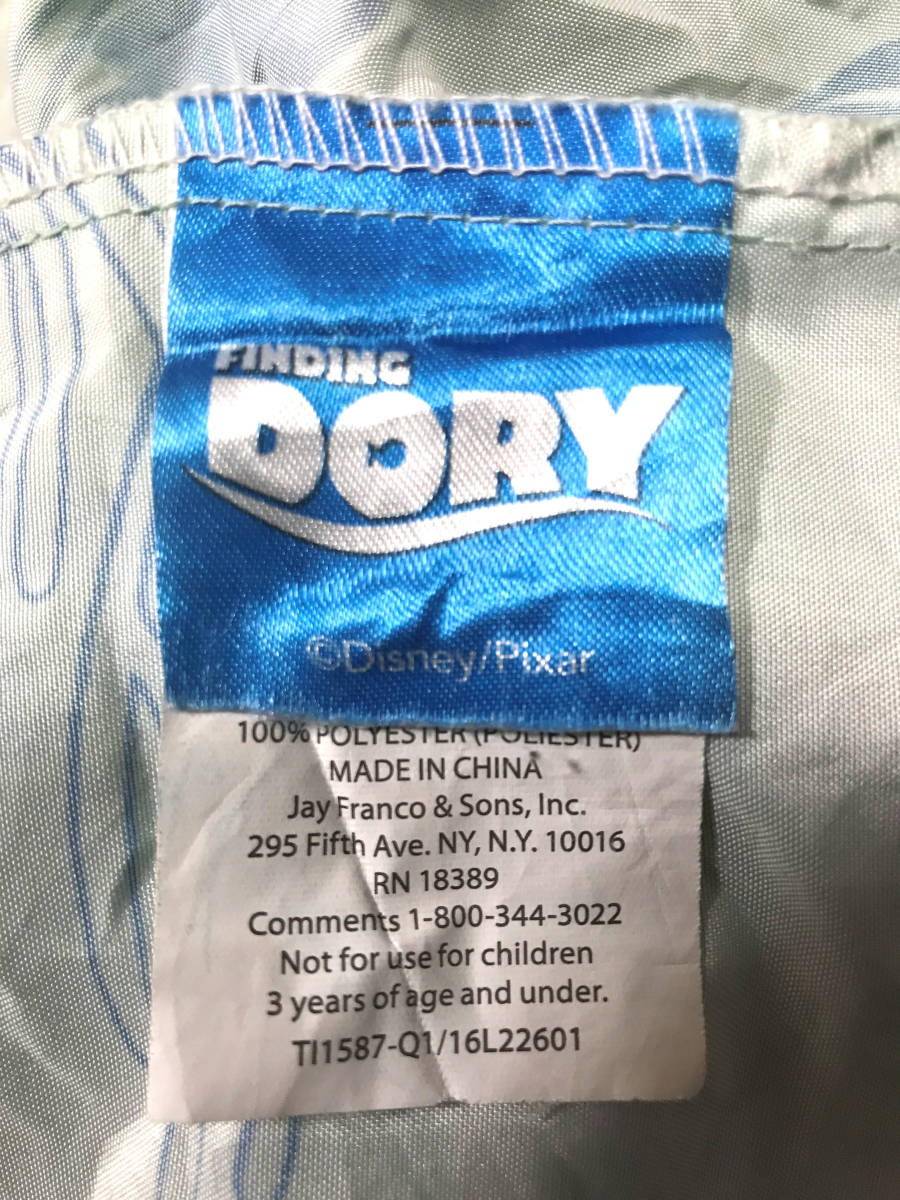 FINDING
DORY
©Disney/Pixar
100% POLYESTER (POLIESTER)
MADE IN CHINA
Jay Franco & Sons, Inc.
295 Fifth Ave. NY, N.Y. 10016
RN 18389
Comments 1-800-344-3022
Not for use for children
3 years of age and under.
TI1587-Q1/16L22601